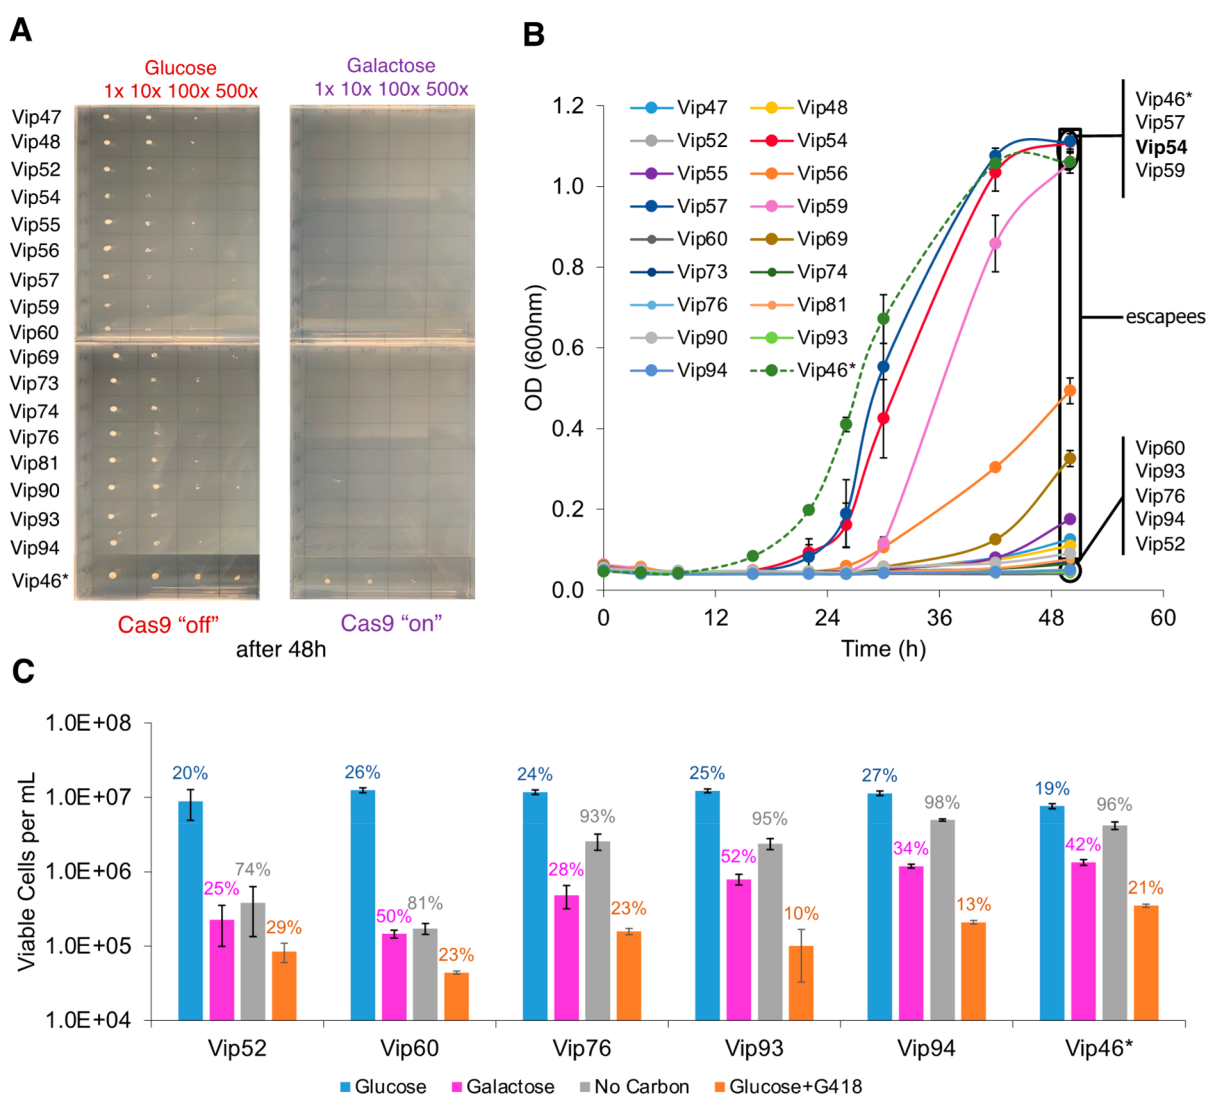 A
Glucose
1x 10x 100x 500x
Galactose
1x 10x 100x 500x
Vip47
Vip48
Vip52
Vip54
Vip55
Vip56
Vip57
Vip59
Vip60
Vip69
Vip73
Vip74
Vip76
Vip81
Vip90
Vip93
Vip94
Vip46*
Cas9 “off”
Cas9 “on”
after 48h
B
OD (600nm)
1.2
1.0
0.8
0.6
0.4
0.2
0.0
0
12
24
36
48
60
Time (h)
Vip47
Vip48
Vip52
Vip54
Vip55
Vip56
Vip57
Vip59
Vip60
Vip69
Vip73
Vip74
Vip76
Vip81
Vip90
Vip93
Vip94
Vip46*
Vip46*
Vip57
Vip54
Vip59
escapees
Vip60
Vip93
Vip76
Vip94
Vip52
C
Viable Cells per mL
1.0E+08
1.0E+07
1.0E+06
1.0E+05
1.0E+04
20%
25%
74%
29%
26%
50%
81%
23%
24%
28%
93%
23%
25%
52%
95%
10%
27%
34%
98%
13%
19%
42%
96%
21%
Vip52
Vip60
Vip76
Vip93
Vip94
Vip46*
Glucose
Galactose
No Carbon
Glucose+G418